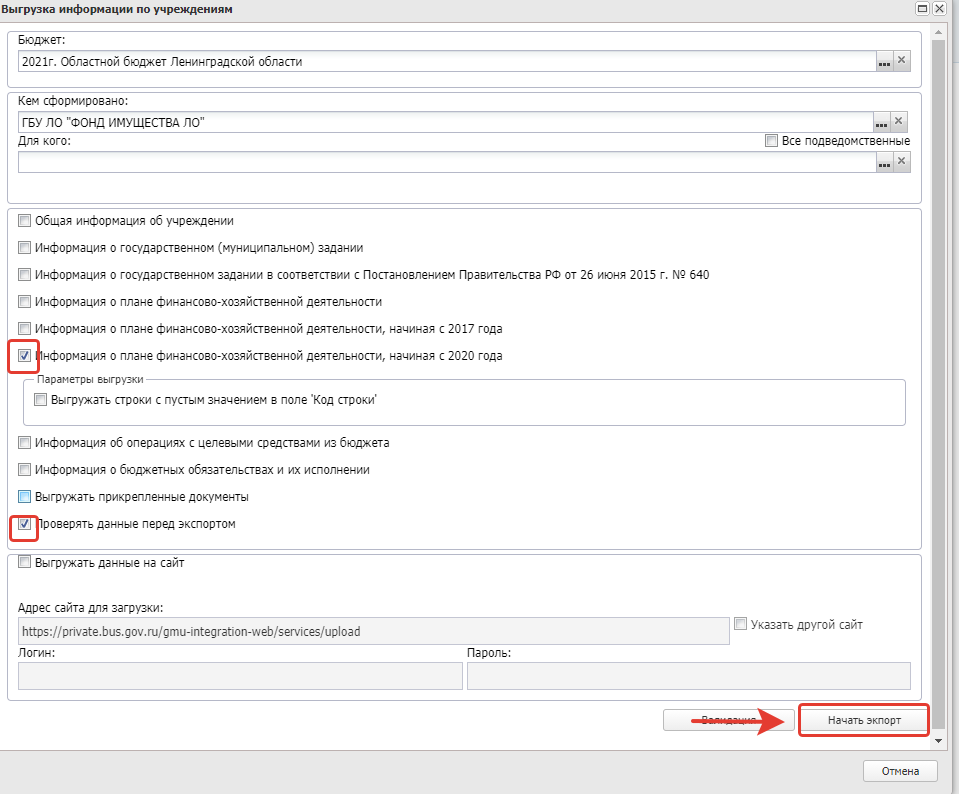 Выгрузка информации по учреждениям
Бюджет:
2021г. Областной бюджет Ленинградской области
Кем сформировано:
ГБУ ЛО "ФОНД ИМУЩЕСТВА ЛО"
Для кого:
Все подведомственные
Общая информация об учреждении
Информация о государственном (муниципальном) задании
Информация о государственном задании в соответствии с Постановлением Правительства РФ от 26 июня 2015 г. № 640
Информация о плане финансово-хозяйственной деятельности
Информация о плане финансово-хозяйственной деятельности, начиная с 2017 года
Информация о плане финансово-хозяйственной деятельности, начиная с 2020 года
Параметры выгрузки
Выгружать строки с пустым значением в поле 'Код строки'
Информация об операциях с целевыми средствами из бюджета
Информация о бюджетных обязательствах и их исполнении
Выгружать прикрепленные документы
Проверять данные перед экспортом
Выгружать данные на сайт
Адрес сайта для загрузки:
https://private.bus.gov.ru/gmu-integration-web/services/upload
Указать другой сайт
Логин:
Пароль:
Валидация
Начать экпорт
Отмена